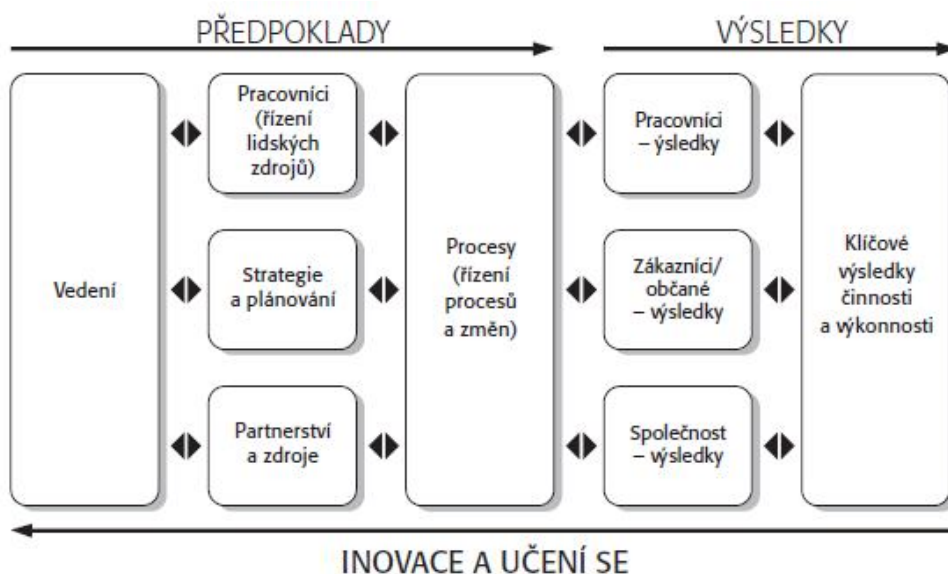 PŘEDPOKLADY
VÝSLEDKY
Vedení
Pracovníci
(řízení
lidských
zdrojů)
Strategie
a plánování
Partnerství
a zdroje
Procesy
(řízení
procesů
a změn)
Pracovníci
– ýsledky
Zákazníci/
občané
– výsledky
Společnost
– výsledky
Klíčové
výsledky
činnosti
a výkonnosti
INOVACE A UČENÍ SE